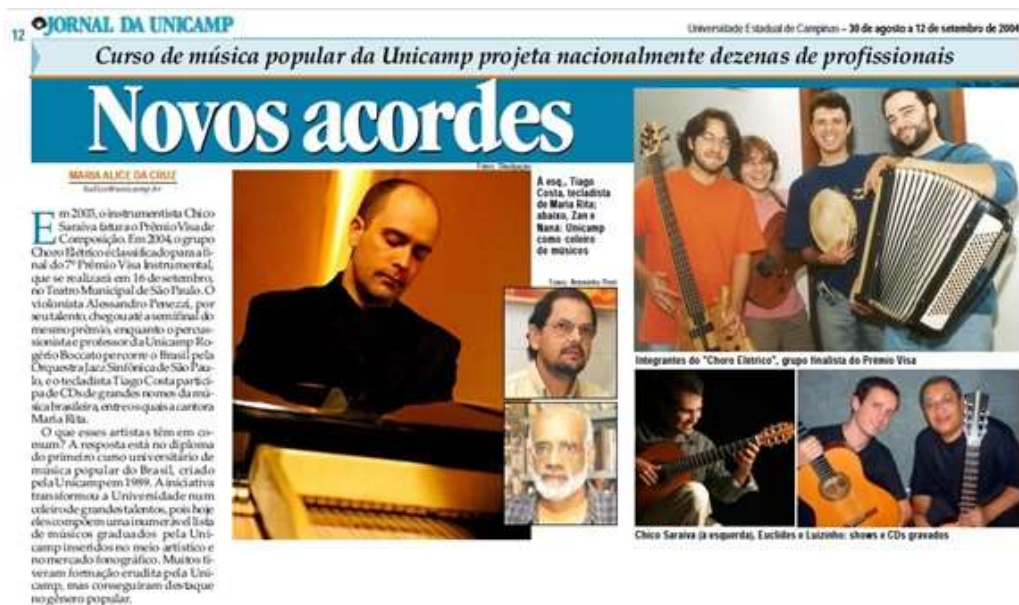 12
JORNAL DA UNICAMP
Universidade Estadual de Campinas – 30 de agosto a 12 de setembro de 2004
Curso de música popular da Unicamp projeta nacionalmente dezenas de profissionais
Novos acordes
MARIA ALICE DA CRUZ
halice@unicamp.br
Em 2003, o instrumentista Chico
Saraiva fatura o Prêmio Visa de
Composição. Em 2004, o grupo
Choro Elétrico é classificado para a fi-
nal do 7º Prêmio Visa Instrumental,
que se realizará em 16 de setembro,
no Teatro Municipal de São Paulo. O
violonista Alessandro Penezzi, por
seu talento, chegou até a semifinal do
mesmo prêmio, enquanto o percus-
sionista e professor da Unicamp Ro-
gério Boccato percorre o Brasil pela
Orquestra Jazz Sinfônica de São Pau-
lo, e o tecladista Tiago Costa partici-
pa de CDs de grandes nomes da mú-
sica brasileira, entre os quais a cantora
Maria Rita.
O que esses artistas têm em co-
mum? A resposta está no diploma
do primeiro curso universitário de
música popular do Brasil, criado
pela Unicamp em 1989. A iniciativa
transformou a Universidade num
celeiro de grandes talentos, pois hoje
eles compõem uma inumerável lista
de músicos graduados pela Uni-
camp inseridos no meio artístico e
no mercado fonográfico. Muitos ti-
veram formação erudita pela Uni-
camp, mas conseguiram destaque
no gênero popular.
À esq., Tiago
Costa, tecladista
de Maria Rita;
abaixo, Zan e
Nana: Unicamp
como celeiro
de músicos
Integrantes do "Choro Elétrico", grupo finalista do Prêmio Visa
Chico Saraiva (à esquerda), Euclides e Luizinho: shows e CDs gravados